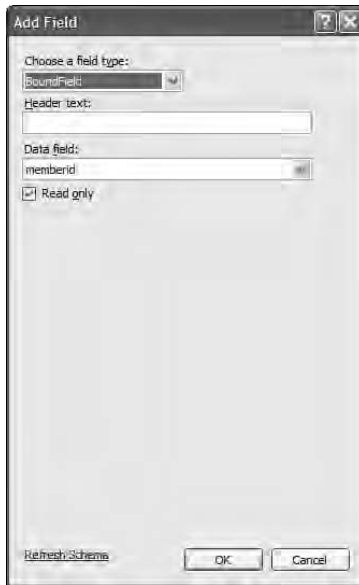 Add Field
Choose a field type:
BoundField
Header text:
Data field:
memberid
Read only
Refresh Schema
OK
Cancel